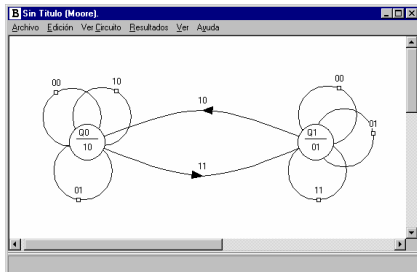 B Sin Título (Moore).
Archivo Edición Ver Circuito Resultados Ver Ayuda
00
10
10
00
Q0
10
Q1
01
01
01
11
11